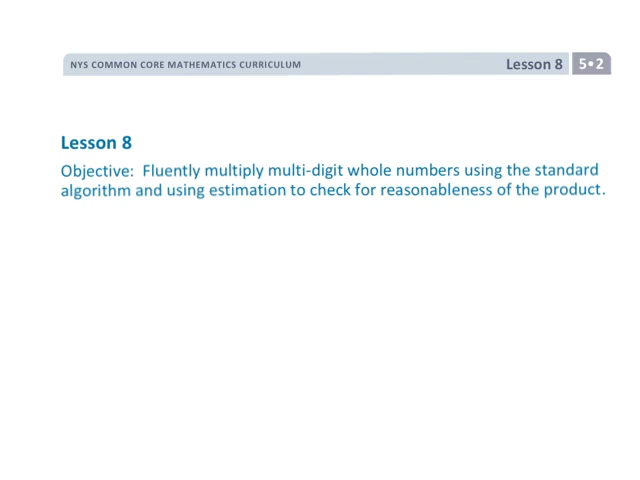 NYS COMMON CORE MATHEMATICS CURRICULUM Lesson 8 5•2
Lesson 8
Objective: Fluently multiply multi-digit whole numbers using the standard
algorithm and using estimation to check for reasonableness of the product.